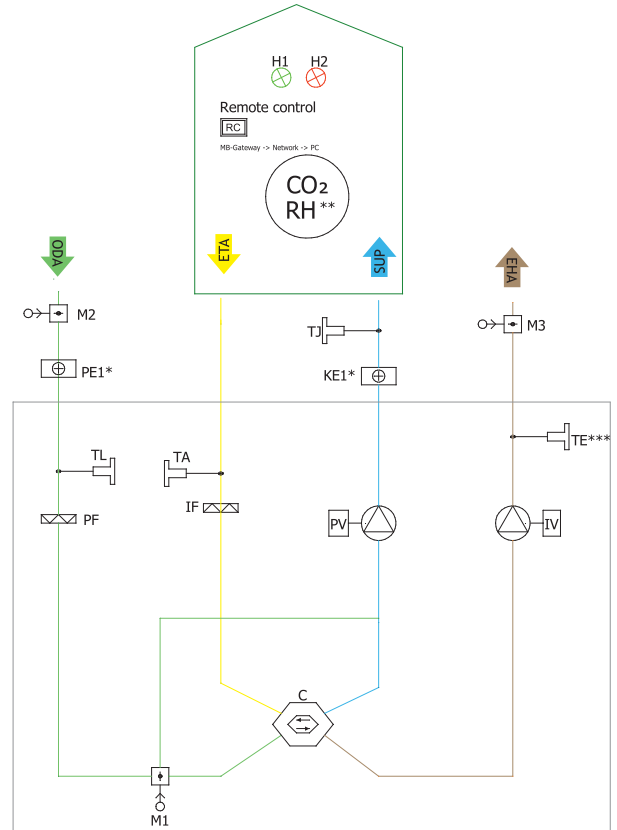 H1 H2
Remote control
RC
MB-Gateway -> Network -> PC
CO₂
RH**
ODA
ETA
SUP
EHA
M2
M3
TJ
PE1*
KE1*
TL
TA
TE***
IF
PF
PV
IV
C
M1